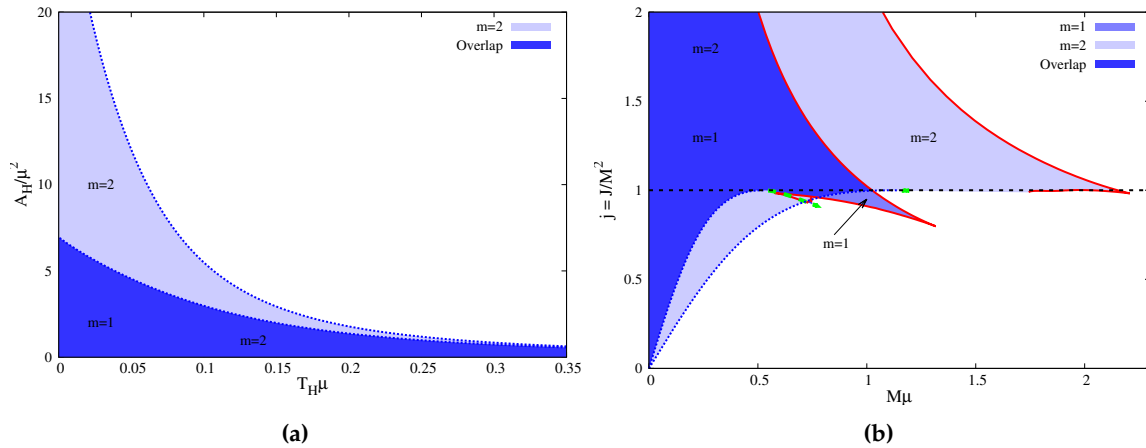 20
15
10
5
0
0
0.05
0.1
0.15
0.2
0.25
0.3
0.35
A_H/μ^2
T_Hμ
m=2
Overlap
m=2
m=1
m=2
(a)
2
1.5
1
0.5
0
0
0.5
1
1.5
2
j = J/M^2
Mμ
m=1
m=2
Overlap
m=2
m=1
m=2
m=1
(b)